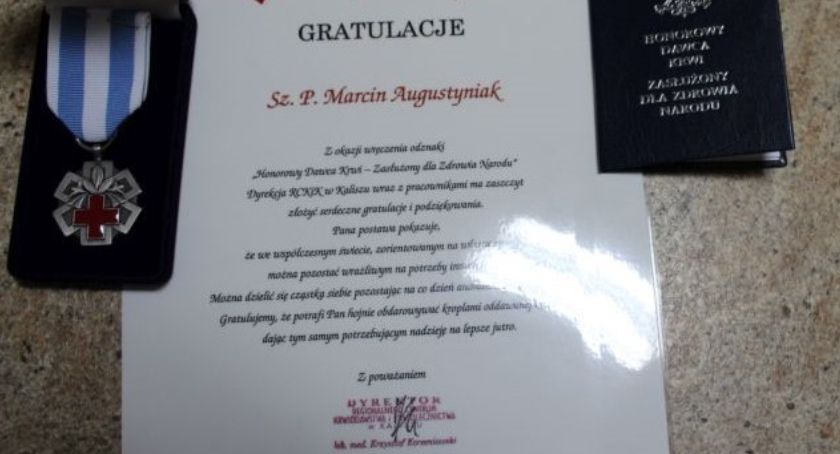 GRATULACJE
Sz. P. Marcin Augustyniak
Z okazji wręczenia odznaki
„Honorowy Dawca Krwi – Zasłużony dla Zdrowia Narodu”
Dyrekcja RCKiK w Kaliszu wraz z pracownikami ma zaszczyt
złożyć serdeczne gratulacje i podziękowania.
Pana postawa pokazuje,
że we współczesnym świecie, zorientowanym na
można pozostać wrażliwym na potrzeby
Można dzielić się cząstką siebie pozostając na co dzień
Gratulujemy, że potrafi Pan hojnie obdarowywać kroplami
dając tym samym potrzebującym nadzieję na lepsze jutro.
Z poważaniem
DYREKTOR
REGIONALNEGO CENTRUM
KRWIODAWSTWA I
lek. med. Krzysztof
HONOROWY
DAWCA
KRWI
ZASŁUŻONY
DLA ZDROWIA
NARODU